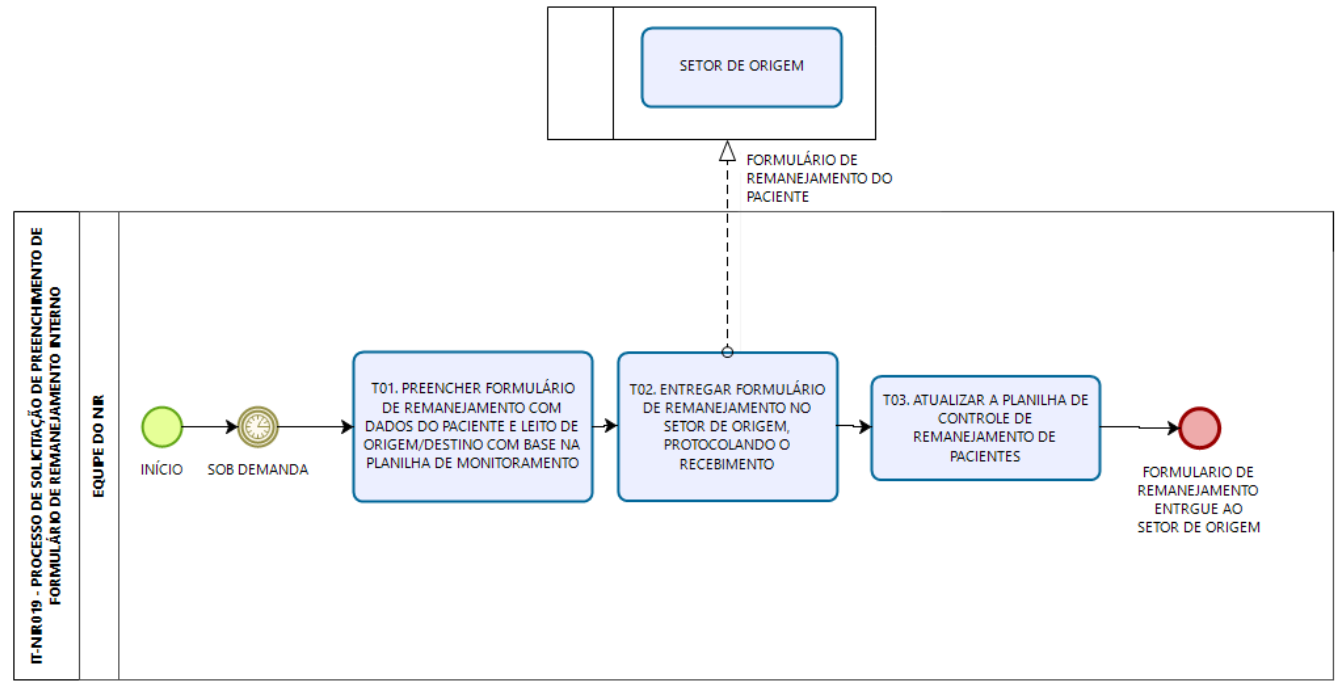 SETOR DE ORIGEM
FORMULÁRIO DE
REMANEJAMENTO DO
PACIENTE
IT-NIR019 - PROCESSO DE SOLICITAÇÃO DE PREENCHIMENTO DE
FORMULÁRIO DE REMANEJAMENTO INTERNO
EQUIPE DO NIR
INÍCIO
SOB DEMANDA
T01. PREENCHER FORMULÁRIO
DE REMANEJAMENTO COM
DADOS DO PACIENTE E LEITO DE
ORIGEM/DESTINO COM BASE NA
PLANILHA DE MONITORAMENTO
T02. ENTREGAR FORMULÁRIO
DE REMANEJAMENTO NO
SETOR DE ORIGEM,
PROTOCOLANDO O
RECEBIMENTO
T03. ATUALIZAR A PLANILHA DE
CONTROLE DE
REMANEJAMENTO DE
PACIENTES
FORMULARIO DE
REMANEJAMENTO
ENTRGUE AO
SETOR DE ORIGEM